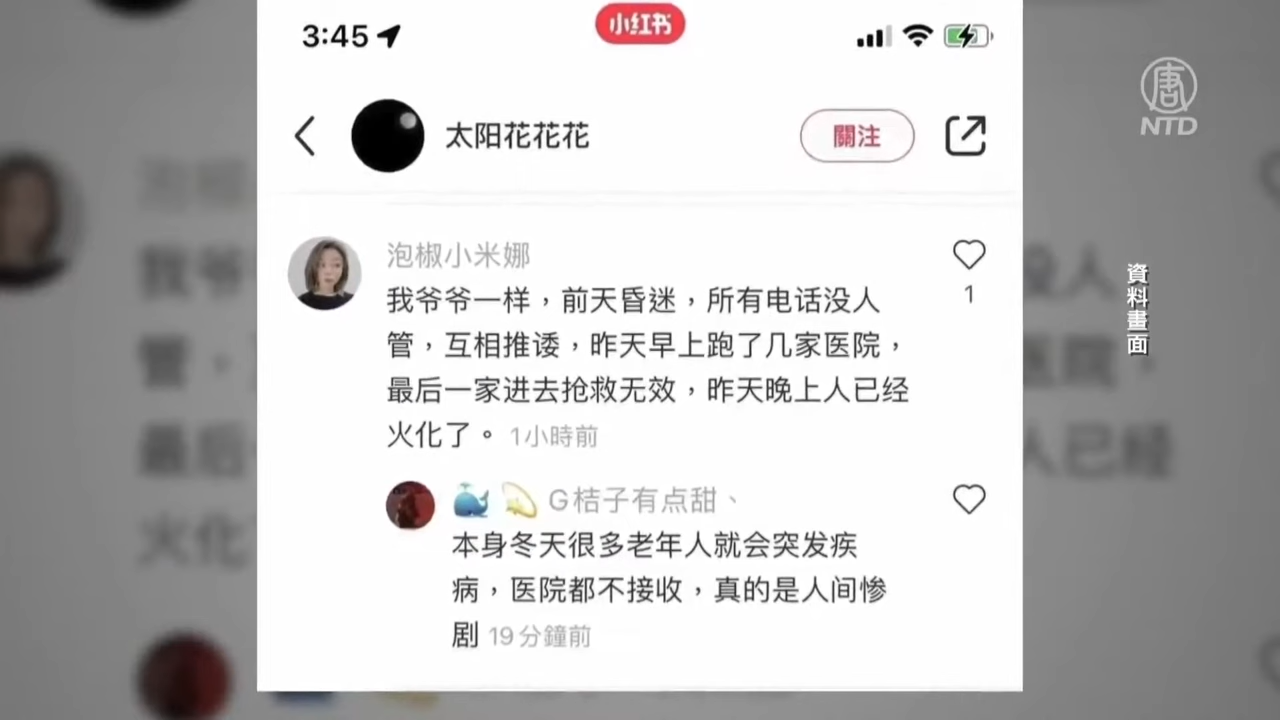 3:45
小红书
太阳花花花
關注
唐
NTD
資料畫面
泡椒小米娜
我爷爷一样，前天昏迷，所有电话没人
管，互相推诿，昨天早上跑了几家医院，
最后一家进去抢救无效，昨天晚上人已经
火化了。 1小時前
1
🐳 💫 G桔子有点甜、
本身冬天很多老年人就会突发疾
病，医院都不接收，真的是人间惨
剧 19分鐘前